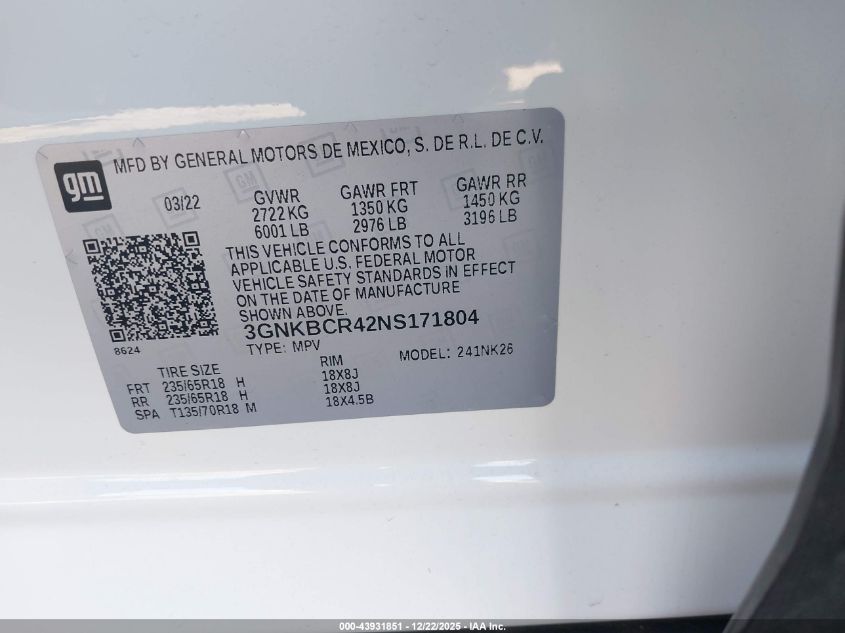 gm
MFD BY GENERAL MOTORS DE MEXICO, S. DE R.L. DE C.V.
03/22 GVWR GAWR FRT GAWR RR
2722 KG 1350 KG 1450 KG
6001 LB 2976 LB 3196 LB
THIS VEHICLE CONFORMS TO ALL
APPLICABLE U.S. FEDERAL MOTOR
VEHICLE SAFETY STANDARDS IN EFFECT
ON THE DATE OF MANUFACTURE
SHOWN ABOVE.
3GNKBCR42NS171804
8624 TYPE: MPV MODEL: 241NK26
TIRE SIZE RIM
FRT 235/65R18 H 18X8J
RR 235/65R18 H 18X8J
SPA T135/70R18 M 18X4.5B
000-43931851 - 12/22/2025 - IAA Inc.